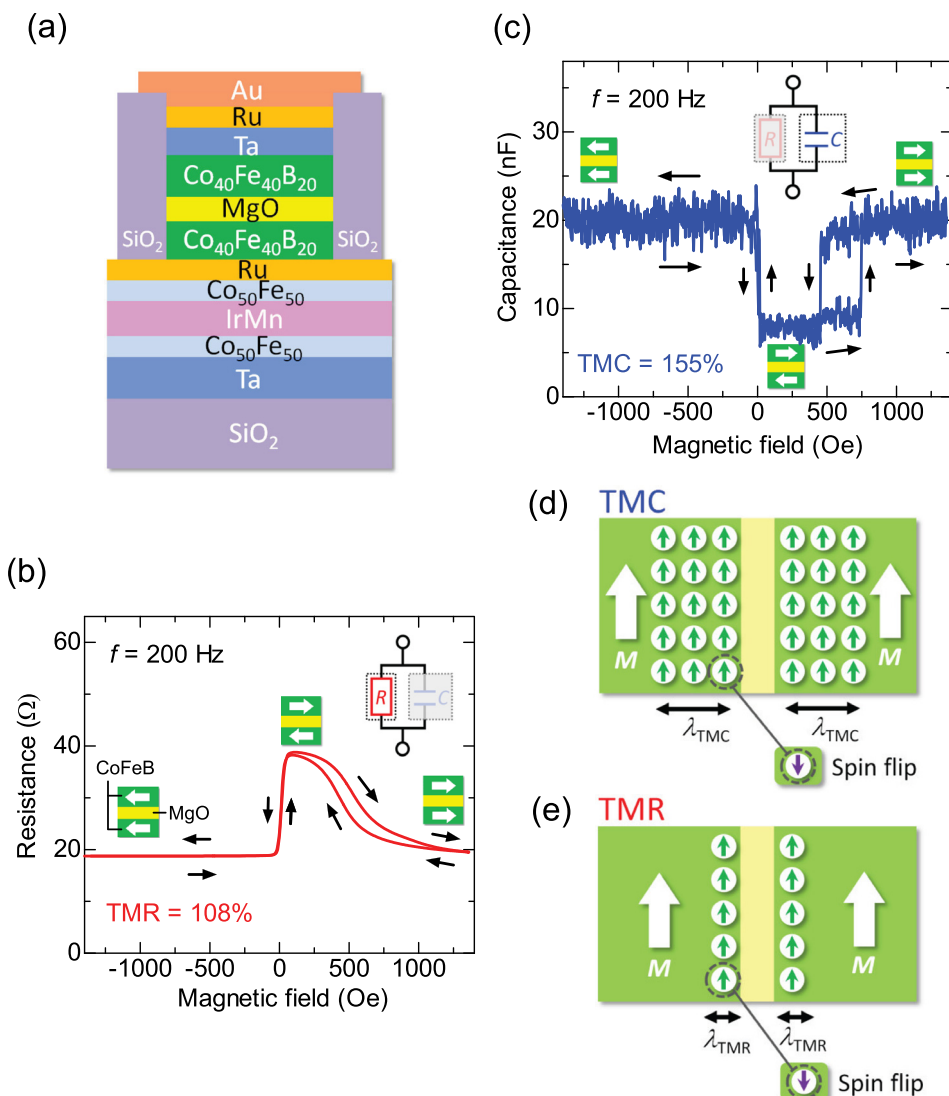 (a)
Au
Ru
Ta
Co₄₀Fe₄₀B₂₀
MgO
SiO₂ Co₄₀Fe₄₀B₂₀ SiO₂
Ru
Co₅₀Fe₅₀
IrMn
Co₅₀Fe₅₀
Ta
SiO₂
(b)
f = 200 Hz
R C
CoFeB
MgO
TMR = 108%
60
40
20
0
Resistance (Ω)
-1000 -500 0 500 1000
Magnetic field (Oe)
(c)
f = 200 Hz
R C
TMC = 155%
30
20
10
0
Capacitance (nF)
-1000 -500 0 500 1000
Magnetic field (Oe)
(d) TMC
M M
λTMC λTMC
Spin flip
(e) TMR
M M
λTMR λTMR
Spin flip